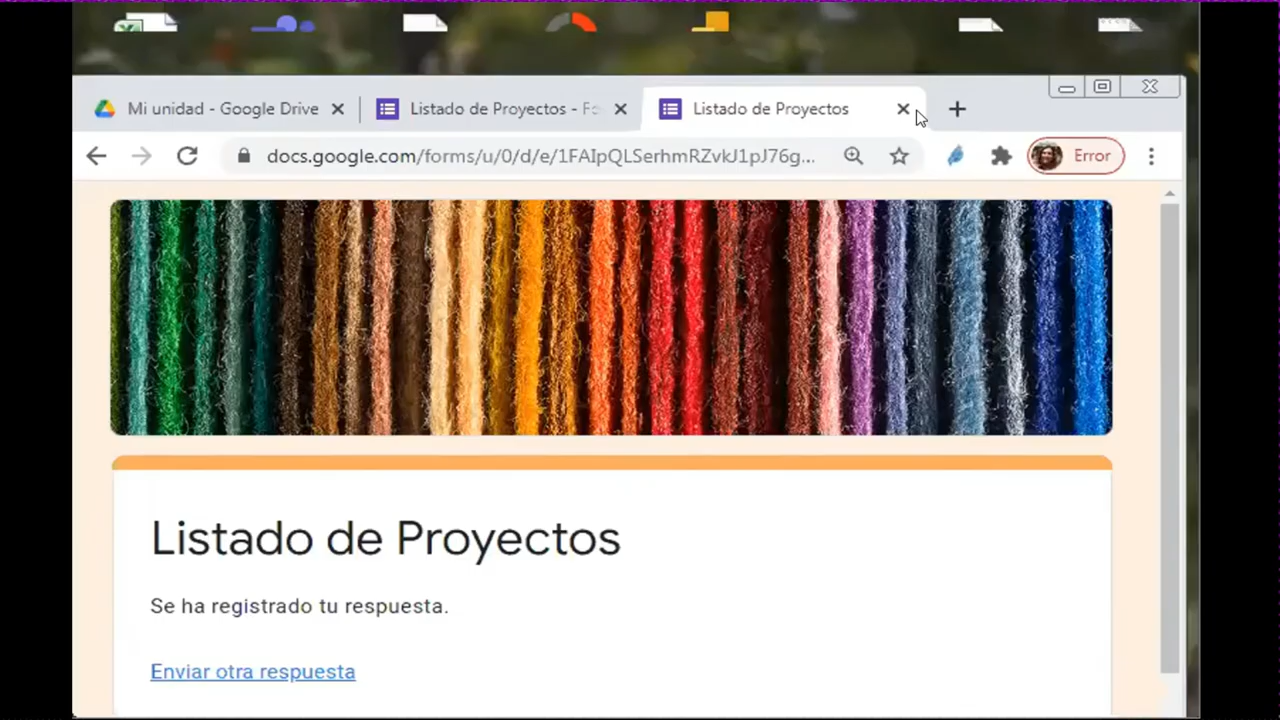 Mi unidad - Google Drive
Listado de Proyectos - Fo
Listado de Proyectos
docs.google.com/forms/u/0/d/e/1FAIpQLSerhmRZvkJ1pJ76g...
Error
Listado de Proyectos
Se ha registrado tu respuesta.
Enviar otra respuesta